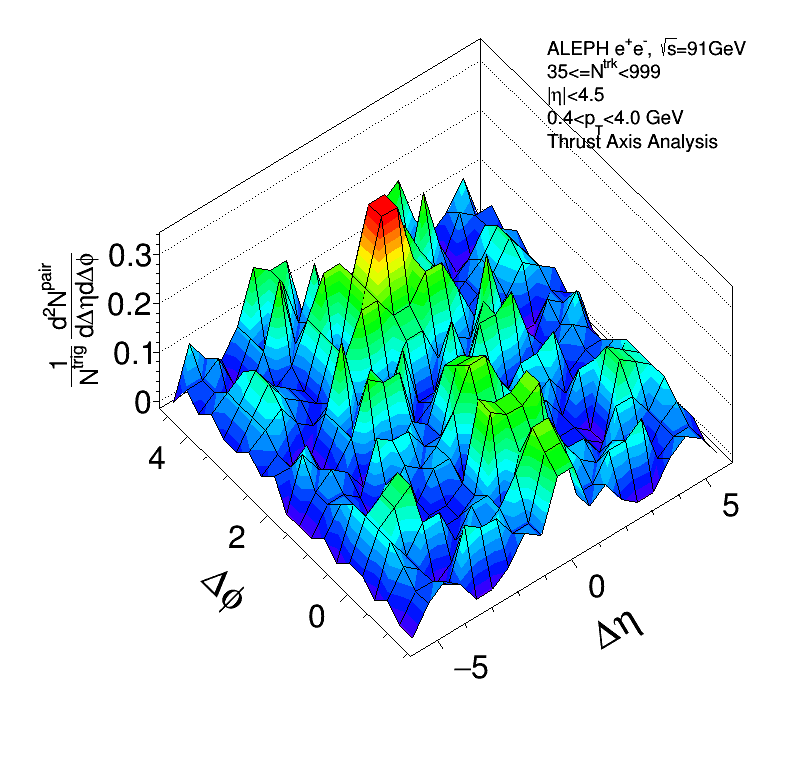 ALEPH e⁺e⁻, √s=91GeV
35<=Nᵗʳᵏ<999
|η|<4.5
0.4<p_T<4.0 GeV
Thrust Axis Analysis
1/N^trig d²N^pair/dΔηdΔϕ
0.3
0.2
0.1
0
4
2
0
Δϕ
−5
0
5
Δη